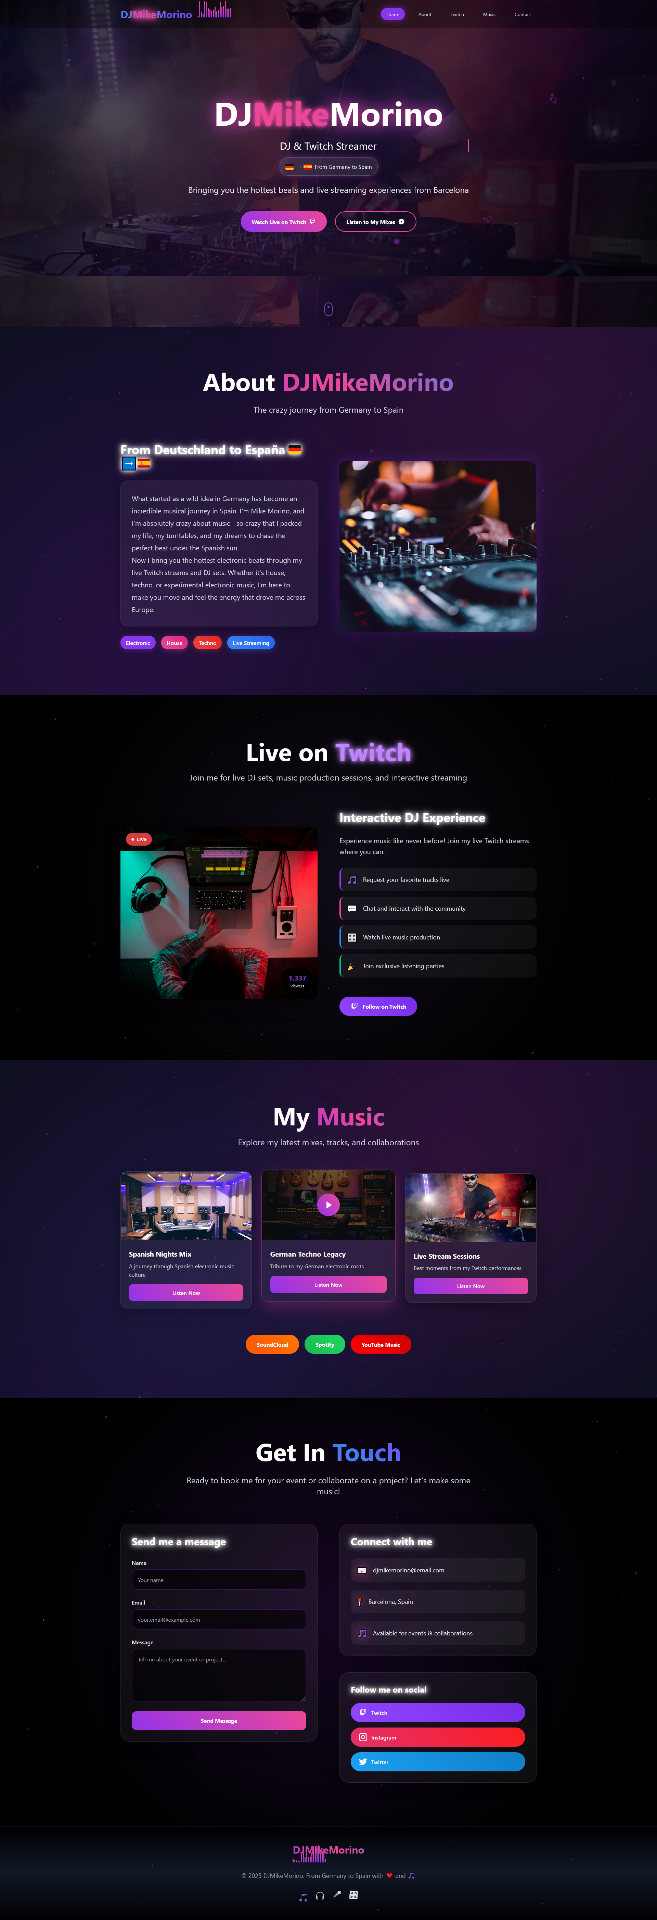 DJMikeMorino
Home About Twitch Music Contact
DJMikeMorino
DJ & Twitch Streamer
From Germany to Spain
Bringing you the hottest beats and live streaming experiences from Barcelona
Watch Live on Twitch
Listen to My Mixes
About DJMikeMorino
The crazy journey from Germany to Spain
From Deutschland to España 🇩🇪
➡️🇪🇸
What started as a wild idea in Germany has become an
incredible musical journey in Spain. I'm Mike Morino, and
I'm absolutely crazy about music - so crazy that I packed
my life, my turntables, and my dreams to chase the
perfect beat under the Spanish sun.
Now I bring you the hottest electronic beats through my
live Twitch streams and DJ sets. Whether it's house,
techno, or experimental electronic music, I'm here to
make you move and feel the energy that drove me across
Europe.
Electronic House Techno Live Streaming
Live on Twitch
Join me for live DJ sets, music production sessions, and interactive streaming
LIVE
1,337
viewers
Interactive DJ Experience
Experience music like never before! Join my live Twitch streams
where you can:
Request your favorite tracks live
Chat and interact with the community
Watch live music production
Join exclusive listening parties
Follow on Twitch
My Music
Explore my latest mixes, tracks, and collaborations
Spanish Nights Mix
A journey through Spanish electronic music
culture
Listen Now
German Techno Legacy
Tribute to my German electronic roots
Listen Now
Live Stream Sessions
Best moments from my Twitch performances
Listen Now
SoundCloud Spotify YouTube Music
Get In Touch
Ready to book me for your event or collaborate on a project? Let's make some
music!
Send me a message
Name
Your name
Email
your.email@example.com
Message
Tell me about your event or project...
Send Message
Connect with me
djmikemorino@email.com
Barcelona, Spain
Available for events & collaborations
Follow me on social
Twitch
Instagram
Twitter
DJMikeMorino
© 2025 DJMikeMorino. From Germany to Spain with ❤️ and 🎵